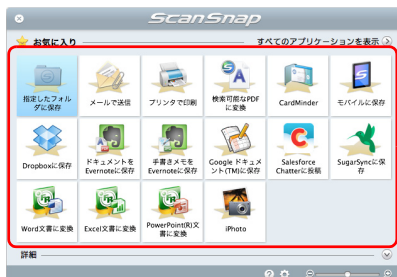 ScanSnap
お気に入り
すべてのアプリケーションを表示
指定したフォル
ダに保存
メールで送信
プリンタで印刷
検索可能なPDF
に変換
CardMinder
モバイルに保存
Dropboxに保存
ドキュメントを
Evernoteに保存
手書きメモを
Evernoteに保存
Google ドキュメ
ント(TM)に保存
Salesforce
Chatterに投稿
SugarSyncに保
存
Word文書に変換
Excel文書に変換
PowerPoint(R)文
書に変換
iPhoto
詳細